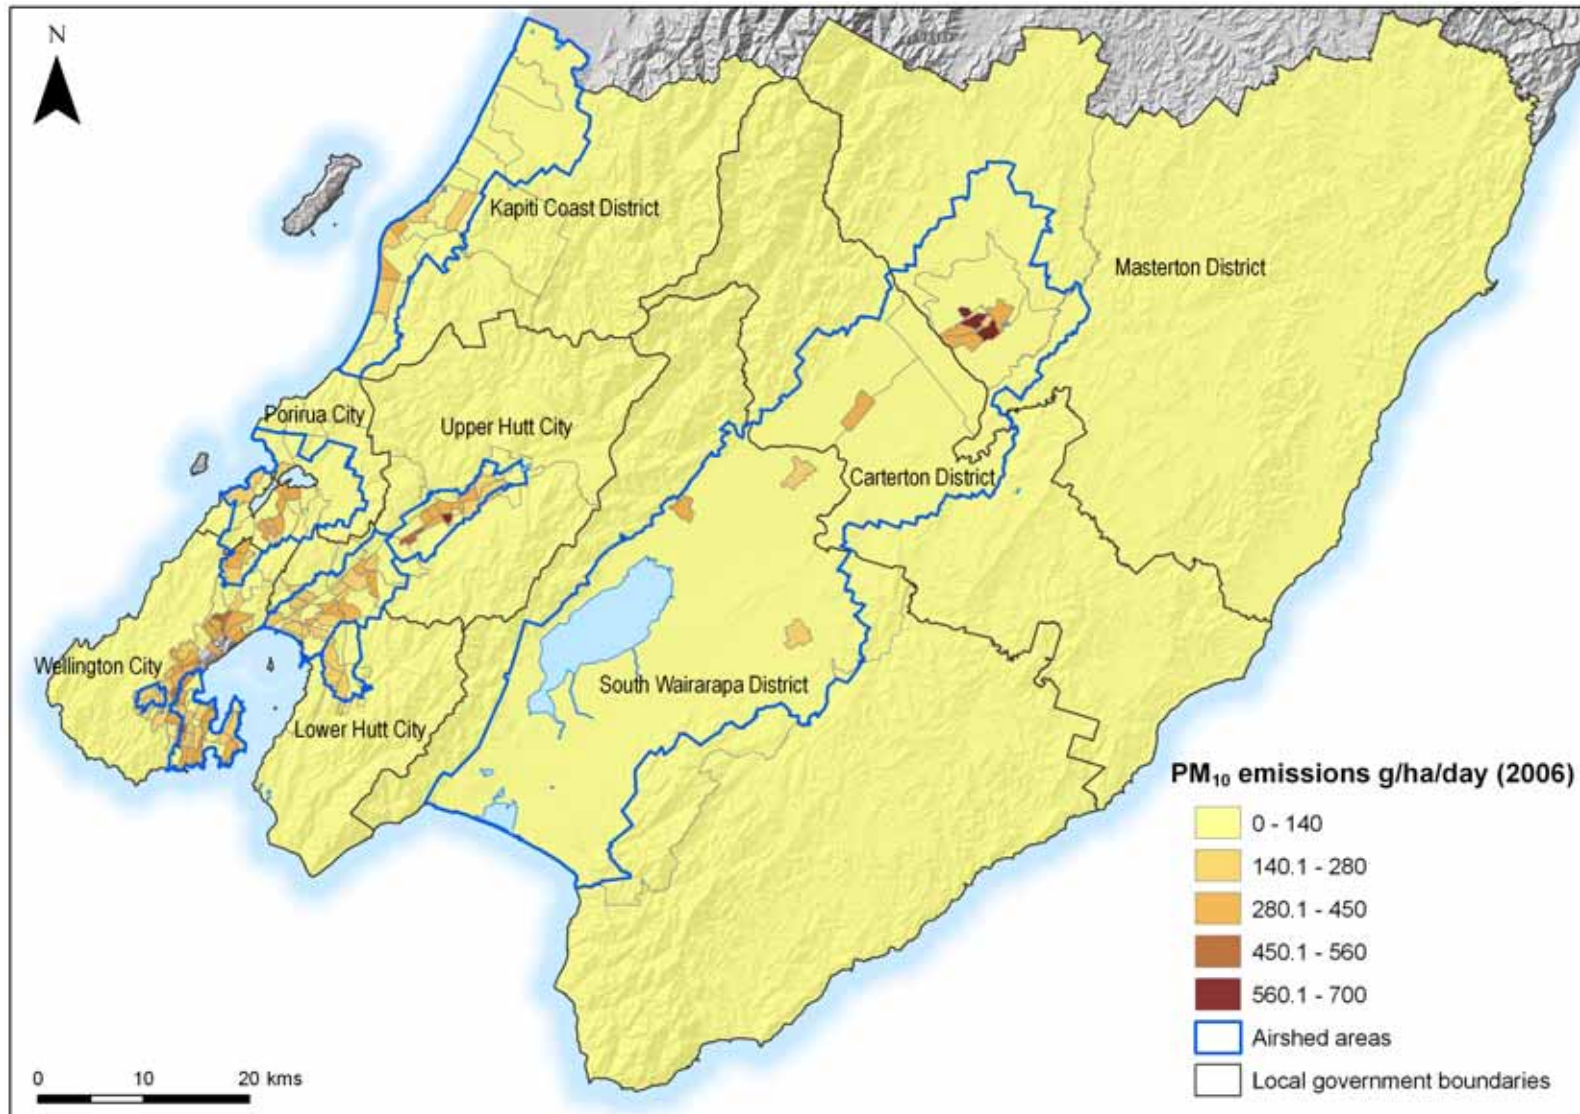 N
Kapiti Coast District
Masterton District
Porirua City
Upper Hutt City
Carterton District
Wellington City
South Wairarapa District
Lower Hutt City
PM₁₀ emissions g/ha/day (2006)
0 - 140
140.1 - 280
280.1 - 450
450.1 - 560
560.1 - 700
Airshed areas
Local government boundaries
0 10 20 kms